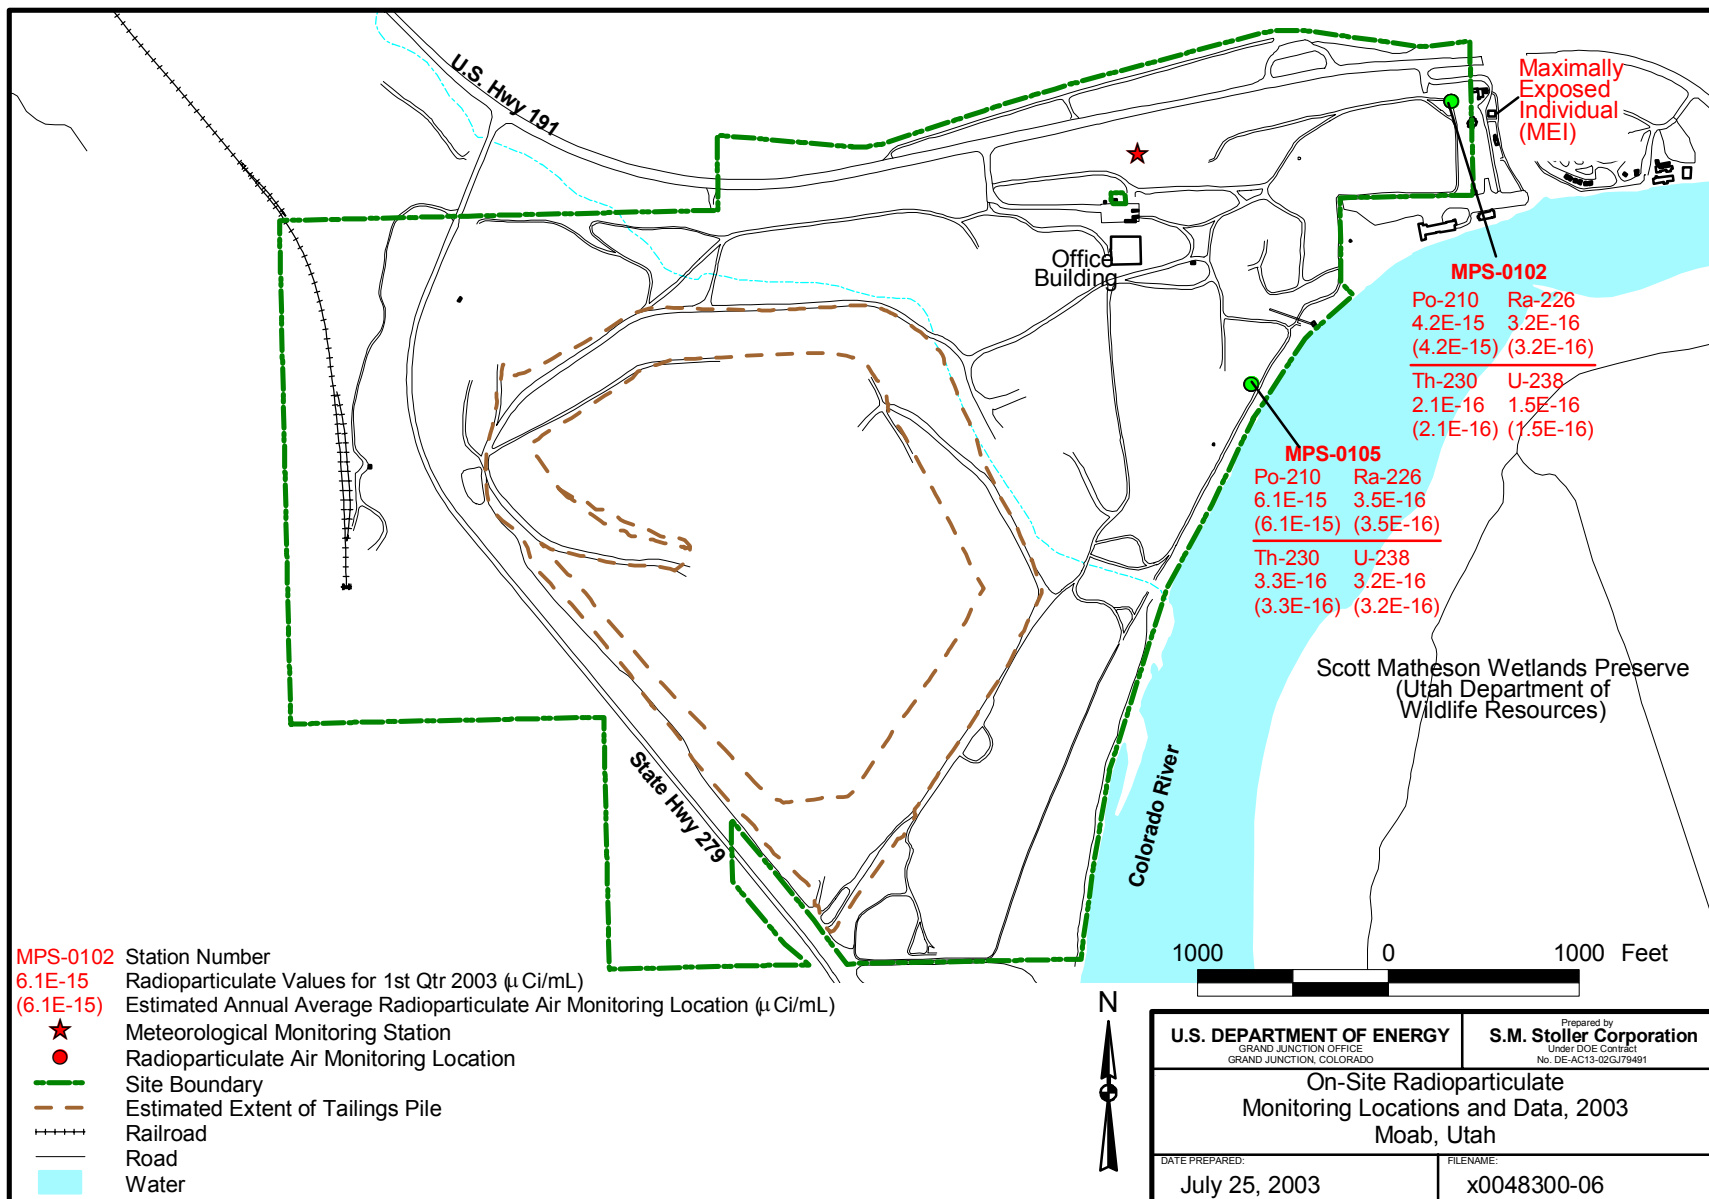 U.S. Hwy 191
Maximally
Exposed
Individual
(MEI)
Office
Building
MPS-0102
Po-210 Ra-226
4.2E-15 3.2E-16
(4.2E-15) (3.2E-16)
Th-230 U-238
2.1E-16 1.5E-16
(2.1E-16) (1.5E-16)
MPS-0105
Po-210 Ra-226
6.1E-15 3.5E-16
(6.1E-15) (3.5E-16)
Th-230 U-238
3.3E-16 3.2E-16
(3.3E-16) (3.2E-16)
Scott Matheson Wetlands Preserve
(Utah Department of
Wildlife Resources)
State Hwy 279
Colorado River
MPS-0102 Station Number
6.1E-15 Radioparticulate Values for 1st Qtr 2003 (µ Ci/mL)
(6.1E-15) Estimated Annual Average Radioparticulate Air Monitoring Location (µ Ci/mL)
Meteorological Monitoring Station
Radioparticulate Air Monitoring Location
Site Boundary
Estimated Extent of Tailings Pile
Railroad
Road
Water
1000 0 1000 Feet
N
U.S. DEPARTMENT OF ENERGY
GRAND JUNCTION OFFICE
GRAND JUNCTION, COLORADO
Prepared by
S.M. Stoller Corporation
Under DOE Contract
No. DE-AC13-02GJ79491
On-Site Radioparticulate
Monitoring Locations and Data, 2003
Moab, Utah
DATE PREPARED:
July 25, 2003
FILENAME:
x0048300-06